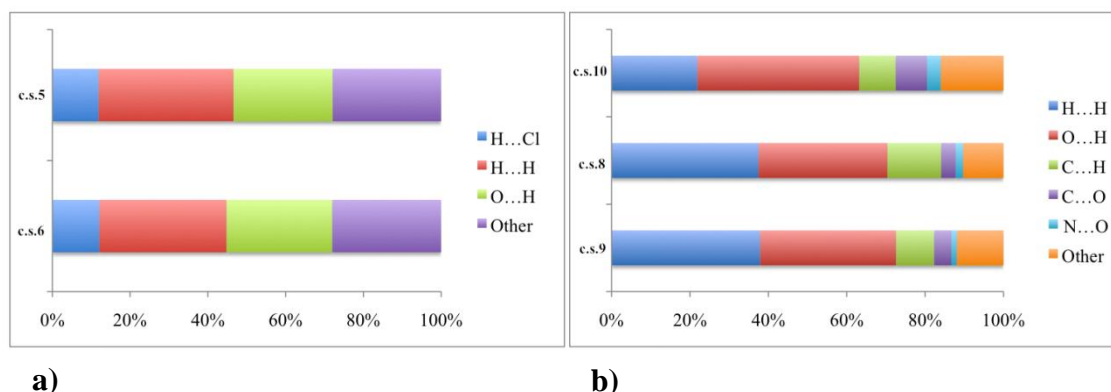 c.s.5
c.s.6
0% 20% 40% 60% 80% 100%
H…Cl
H…H
O…H
Other
a)
c.s.10
c.s.8
c.s.9
0% 20% 40% 60% 80% 100%
H…H
O…H
C…H
C…O
N…O
Other
b)